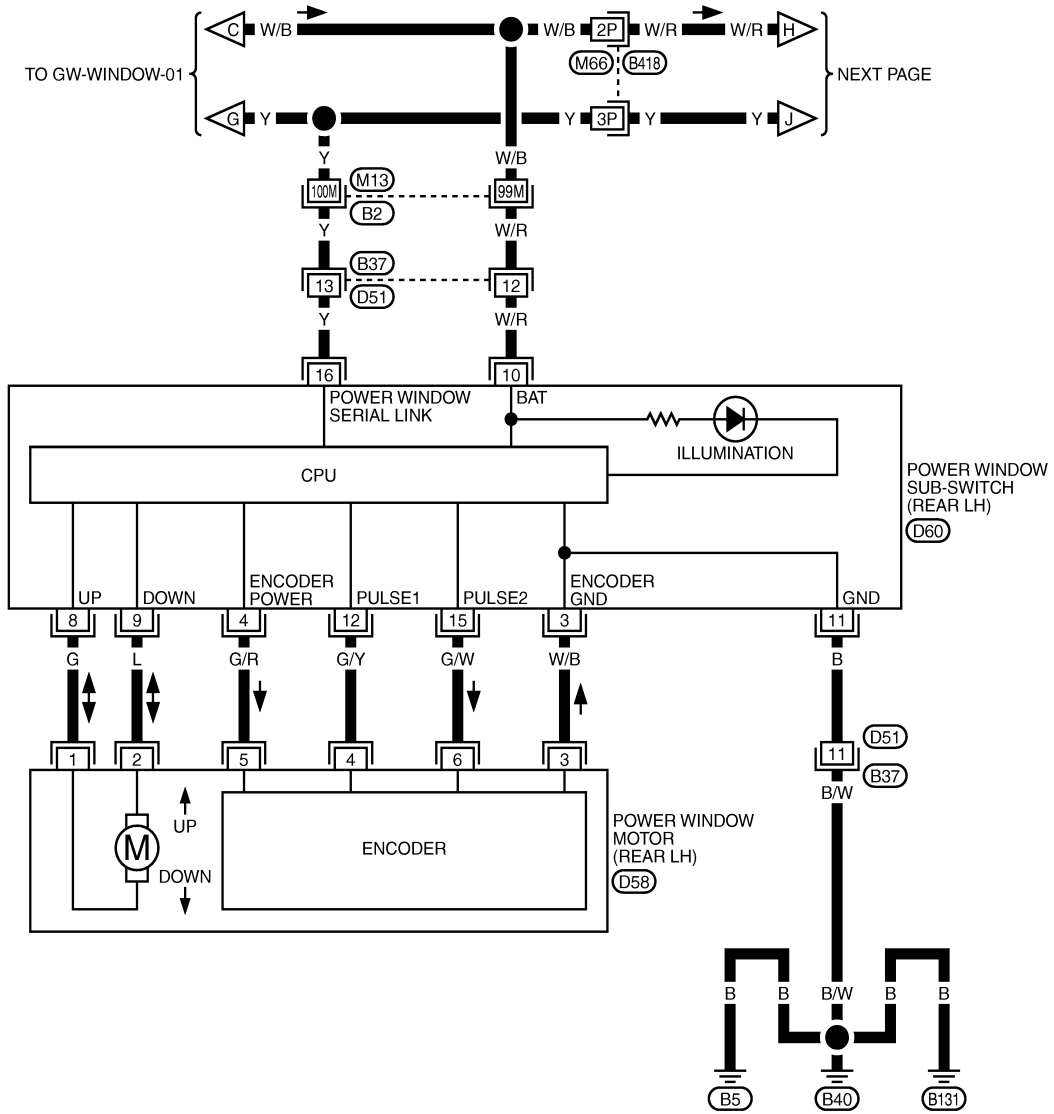 C W/B W/B 2P W/R W/R H
M66 B418
TO GW-WINDOW-01 NEXT PAGE
G Y Y 3P Y Y J
Y W/B
100M M13 99M
B2
Y W/R
B37
13 12
D51
Y W/R
16 10
POWER WINDOW
SERIAL LINK
BAT
ILLUMINATION
CPU
POWER WINDOW
SUB-SWITCH
(REAR LH)
D60
UP DOWN
ENCODER
POWER
PULSE1 PULSE2
ENCODER
GND
GND
8 9 4 12 15 3 11
G L G/R G/Y G/W W/B B
D51
11
B37
1 2 5 4 6 3
B/W
UP
M
DOWN
ENCODER
POWER WINDOW
MOTOR
(REAR LH)
D58
B B B/W B B
B5 B40 B131